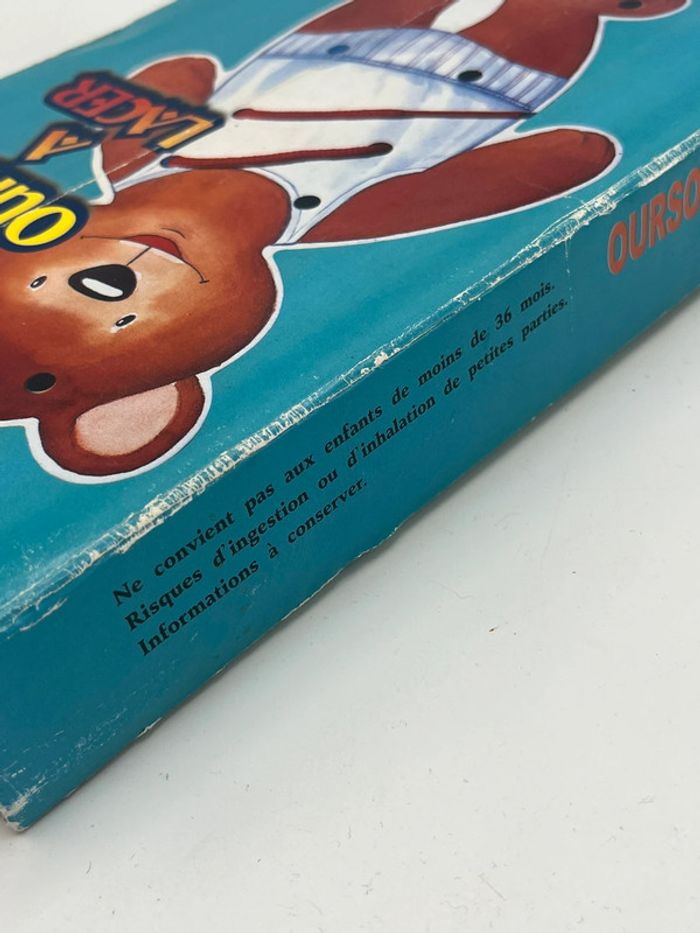 OU
A
LACER
OURSO
Ne convient pas aux enfants de moins de 36 mois.
Risques d'ingestion ou d'inhalation de petites parties.
Informations à conserver.